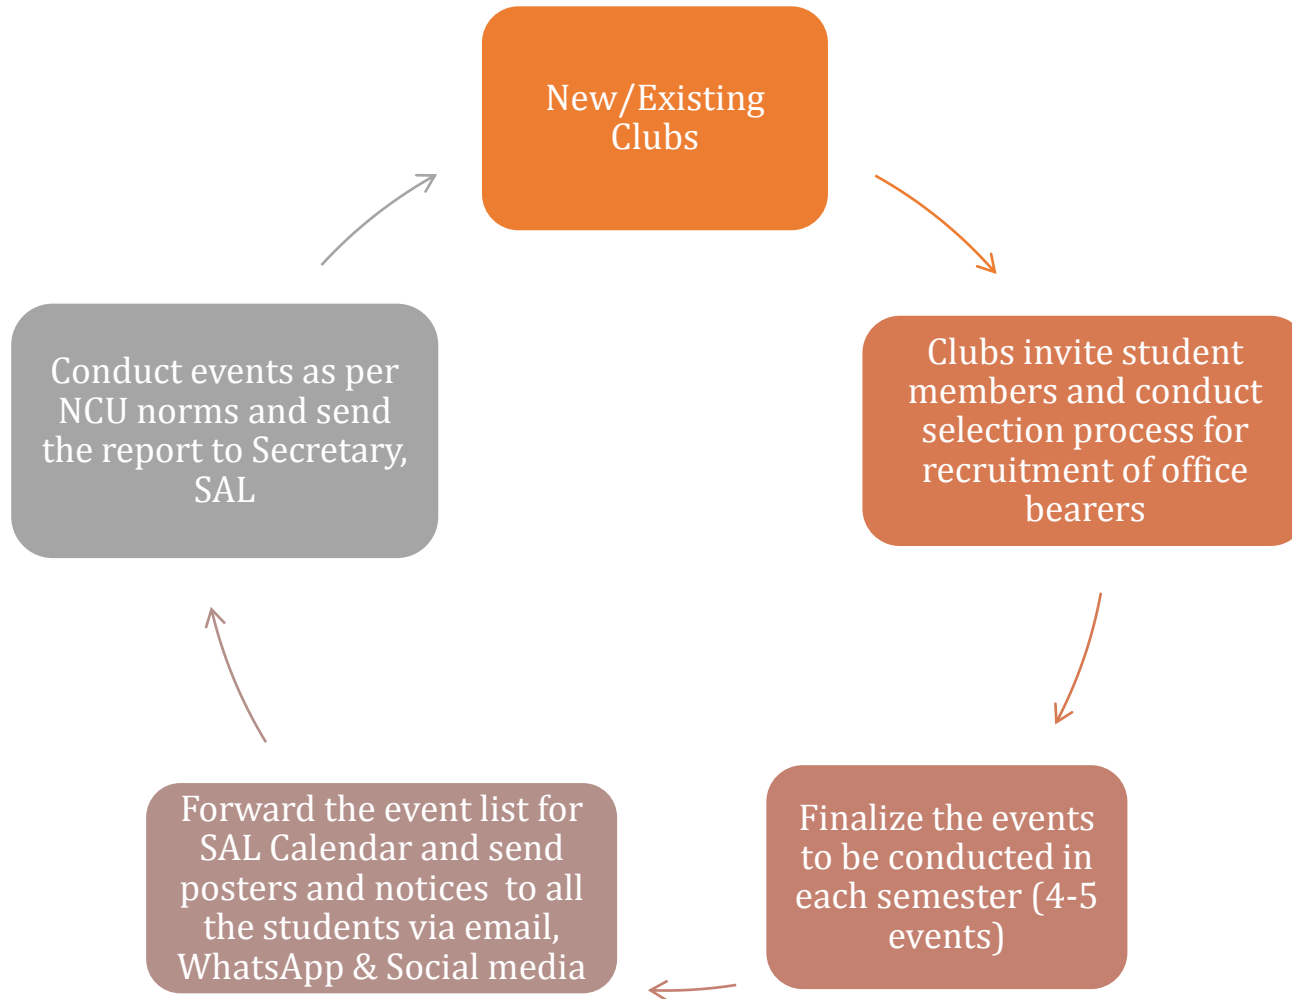 New/Existing
Clubs
Clubs invite student
members and conduct
selection process for
recruitment of office
bearers
Finalize the events
to be conducted in
each semester (4-5
events)
Forward the event list for
SAL Calendar and send
posters and notices  to all
the students via email,
WhatsApp & Social media
Conduct events as per
NCU norms and send
the report to Secretary,
SAL